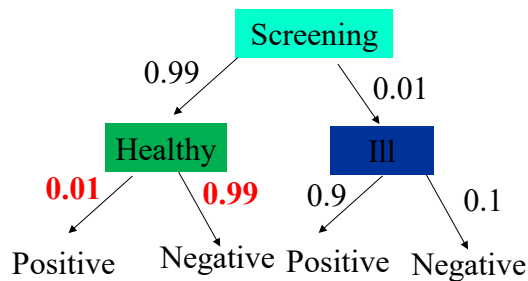 Screening
0.99
0.01
Healthy
Ill
0.01
0.99
0.9
0.1
Positive
Negative
Positive
Negative